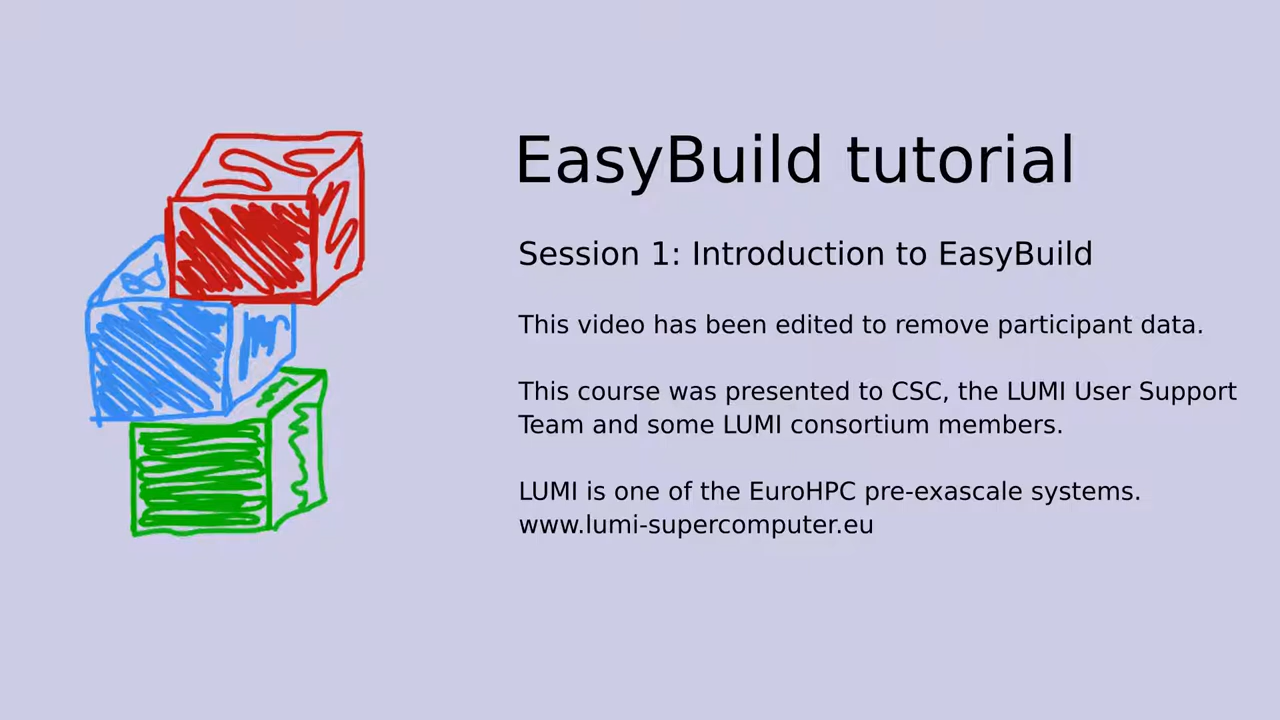 EasyBuild tutorial
Session 1: Introduction to EasyBuild
This video has been edited to remove participant data.
This course was presented to CSC, the LUMI User Support
Team and some LUMI consortium members.
LUMI is one of the EuroHPC pre-exascale systems.
www.lumi-supercomputer.eu